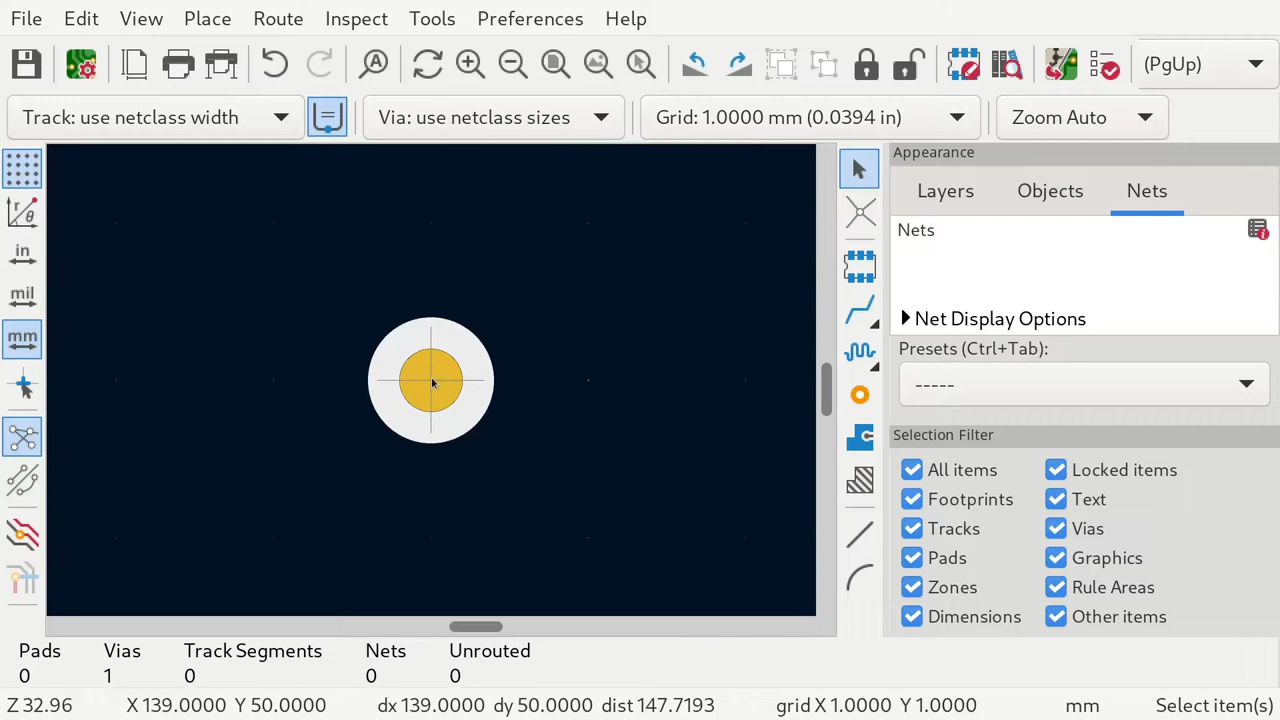 File Edit View Place Route Inspect Tools Preferences Help
(PgUp)
Track: use netclass width Via: use netclass sizes Grid: 1.0000 mm (0.0394 in) Zoom Auto
Appearance
Layers Objects Nets
Nets
Net Display Options
Presets (Ctrl+Tab):
-----
Selection Filter
All items Locked items
Footprints Text
Tracks Vias
Pads Graphics
Zones Rule Areas
Dimensions Other items
r
θ
in
mil
mm
Pads Vias Track Segments Nets Unrouted
0 1 0 0 0
Z 32.96 X 139.0000 Y 50.0000 dx 139.0000 dy 50.0000 dist 147.7193 grid X 1.0000 Y 1.0000 mm Select item(s)